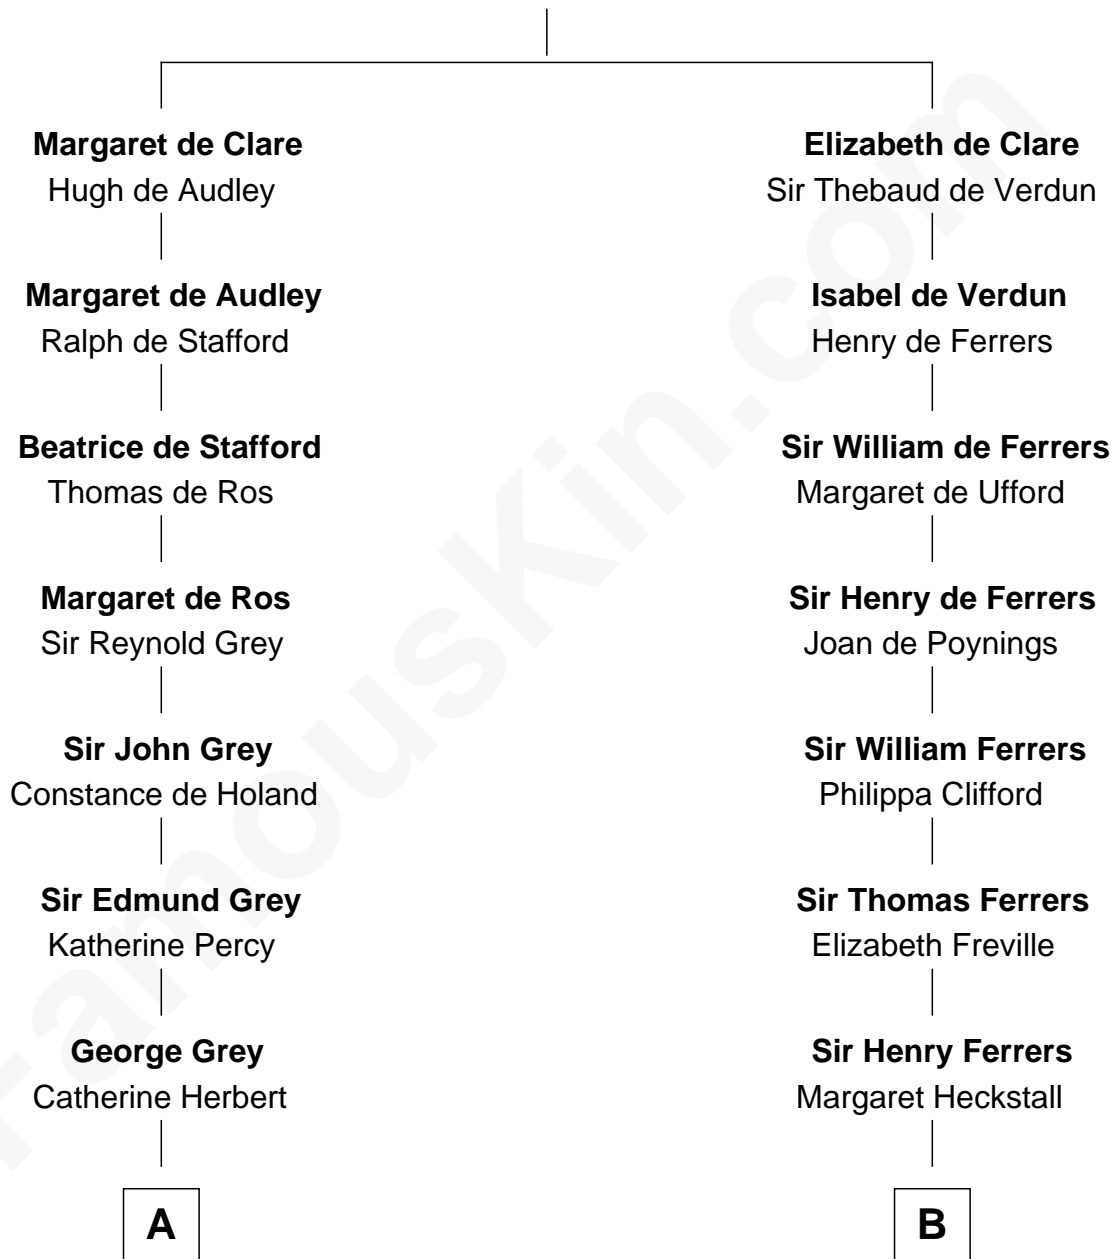 Margaret de Clare
Hugh de Audley
Margaret de Audley
Ralph de Stafford
Beatrice de Stafford
Thomas de Ros
Margaret de Ros
Sir Reynold Grey
Sir John Grey
Constance de Holand
Sir Edmund Grey
Katherine Percy
George Grey
Catherine Herbert
A
Elizabeth de Clare
Sir Thebaud de Verdun
Isabel de Verdun
Henry de Ferrers
Sir William de Ferrers
Margaret de Ufford
Sir Henry de Ferrers
Joan de Poynings
Sir William Ferrers
Philippa Clifford
Sir Thomas Ferrers
Elizabeth Freville
Sir Henry Ferrers
Margaret Heckstall
B
FamousKin.com